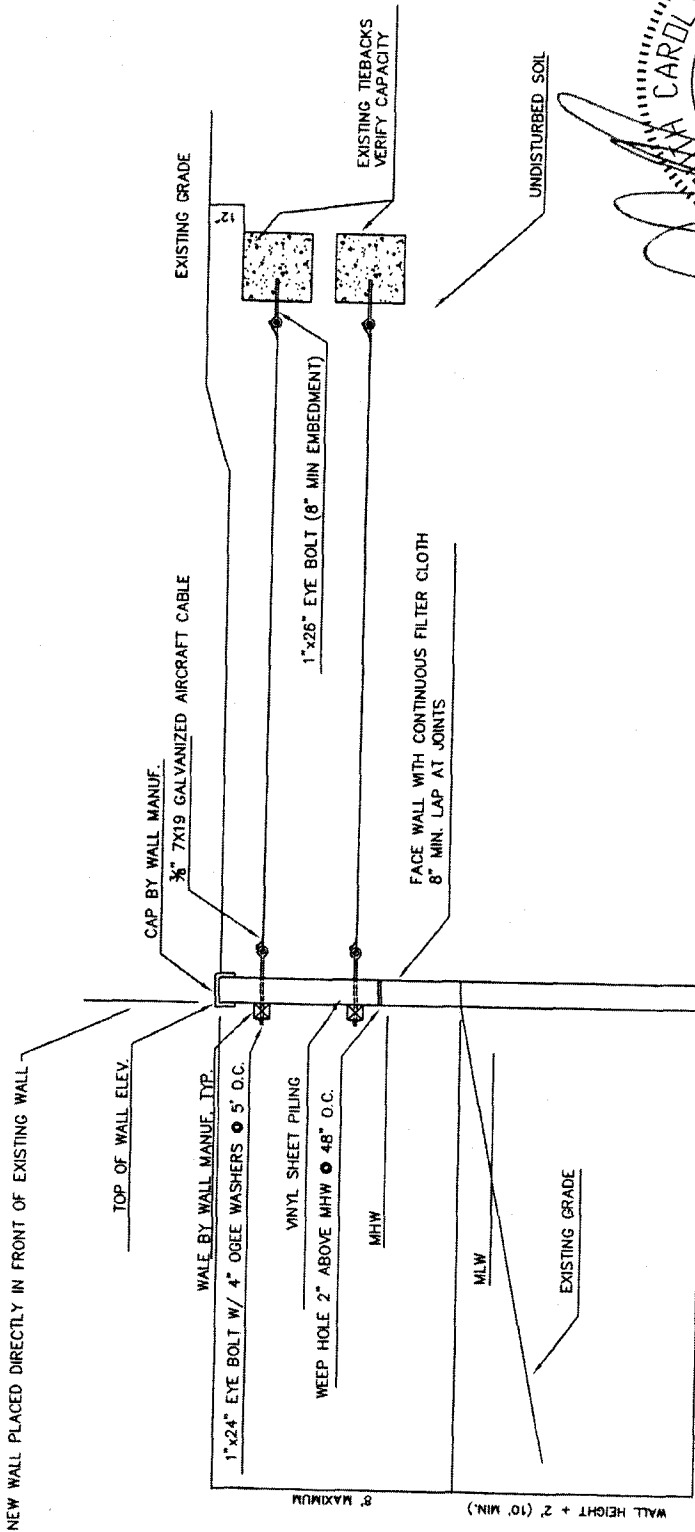 NEW WALL PLACED DIRECTLY IN FRONT OF EXISTING WALL
TOP OF WALL ELEV.
CAP BY WALL MANUF.
7X19 GALVANIZED AIRCRAFT CABLE
WALE BY WALL MANUF. TYP.
1"x24" EYE BOLT W/ 4" OGEE WASHERS @ 5' O.C.
VINYL SHEET PILING
WEEP HOLE 2" ABOVE MHW @ 48" O.C.
MHW
MLW
EXISTING GRADE
8' MAXIMUM
WALL HEIGHT + 2' (10' MIN.)
FACE WALL WITH CONTINUOUS FILTER CLOTH
8" MIN. LAP AT JOINTS
1"x26" EYE BOLT (8" MIN EMBEDMENT)
EXISTING GRADE
12"
EXISTING TIEBACKS
VERIFY CAPACITY
UNDISTURBED SOIL